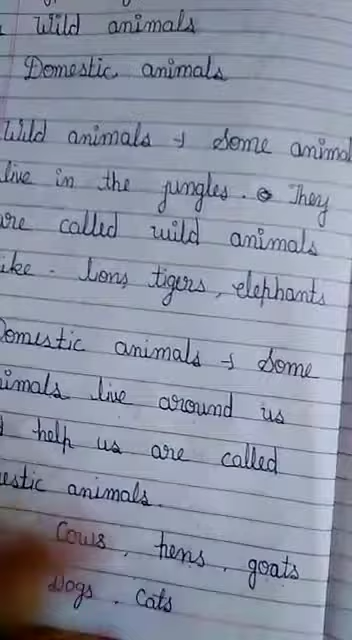 Wild animals
Domestic animals
Wild animals → Some animal
live in the jungles. They
are called wild animals
like - Lions tigers, elephants
Domestic animals → Some
animals live around us
help us are called
domestic animals.
Cows, hens, goats
Dogs, Cats